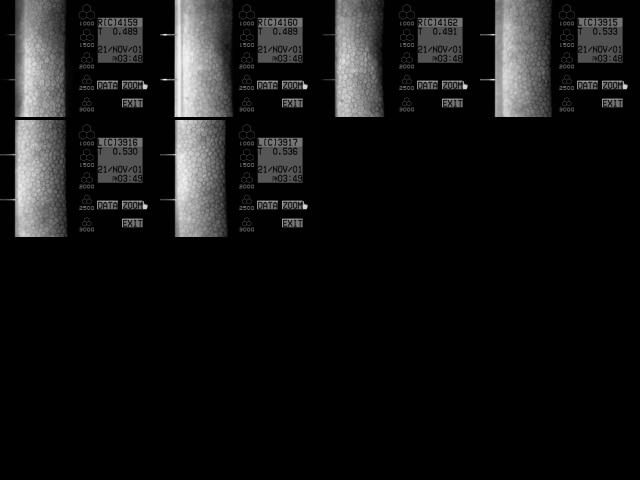 R(C)4159
T 0.489
21/NOV/01
PM03:48
DATA ZOOM
EXIT
1000
1500
2000
2500
3000
R(C)4160
T 0.489
21/NOV/01
PM03:48
DATA ZOOM
EXIT
1000
1500
2000
2500
3000
R(C)4162
T 0.491
21/NOV/01
PM03:48
DATA ZOOM
EXIT
1000
1500
2000
2500
3000
L(C)3915
T 0.533
21/NOV/01
PM03:48
DATA ZOOM
EXIT
1000
1500
2000
2500
3000
L(C)3916
T 0.530
21/NOV/01
PM03:49
DATA ZOOM
EXIT
1000
1500
2000
2500
3000
L(C)3917
T 0.536
21/NOV/01
PM03:49
DATA ZOOM
EXIT
1000
1500
2000
2500
3000